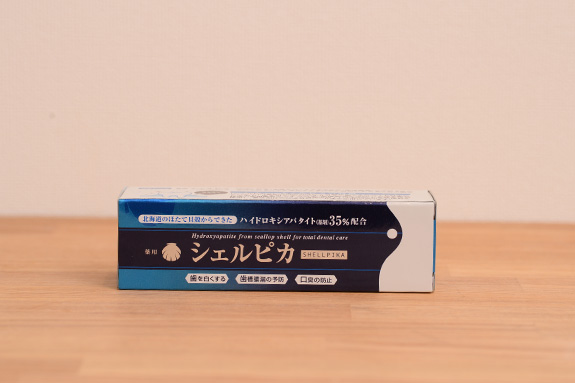 北海道のほたて貝殻からできた ハイドロキシアパタイト(基剤)35%配合
Hydroxyapatite from scallop shell for total dental care
薬用 シェルピカ SHELLPIKA
歯を白くする 歯槽膿漏の予防 口臭の防止